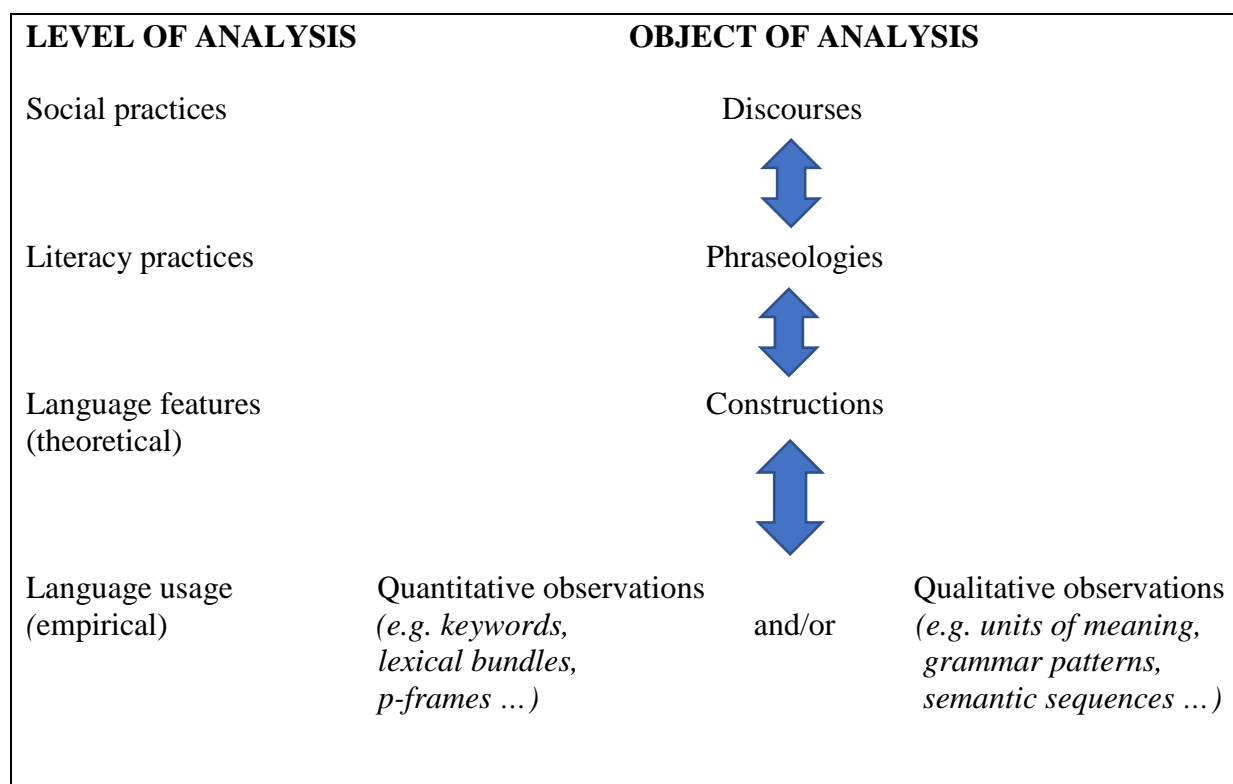 LEVEL OF ANALYSIS OBJECT OF ANALYSIS
Social practices Discourses
Literacy practices Phraseologies
Language features Constructions
(theoretical)
Language usage Quantitative observations Qualitative observations
(empirical) (e.g. keywords, and/or (e.g. units of meaning,
lexical bundles, grammar patterns,
p-frames …) semantic sequences …)